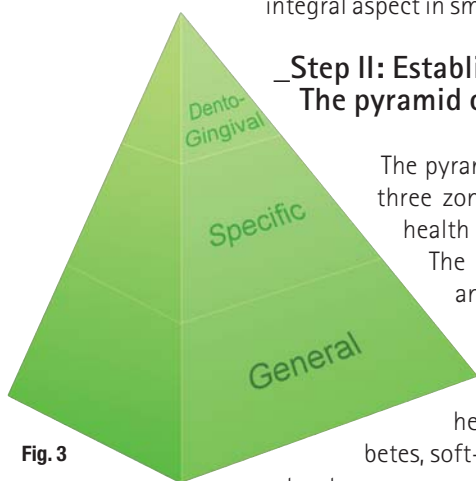 integral aspect in sm
_Step II: Establi
The pyramid o
The pyram
three zon
health
The
ar
he
betes, soft-
Dento-
Gingival
Specific
General
Fig. 3